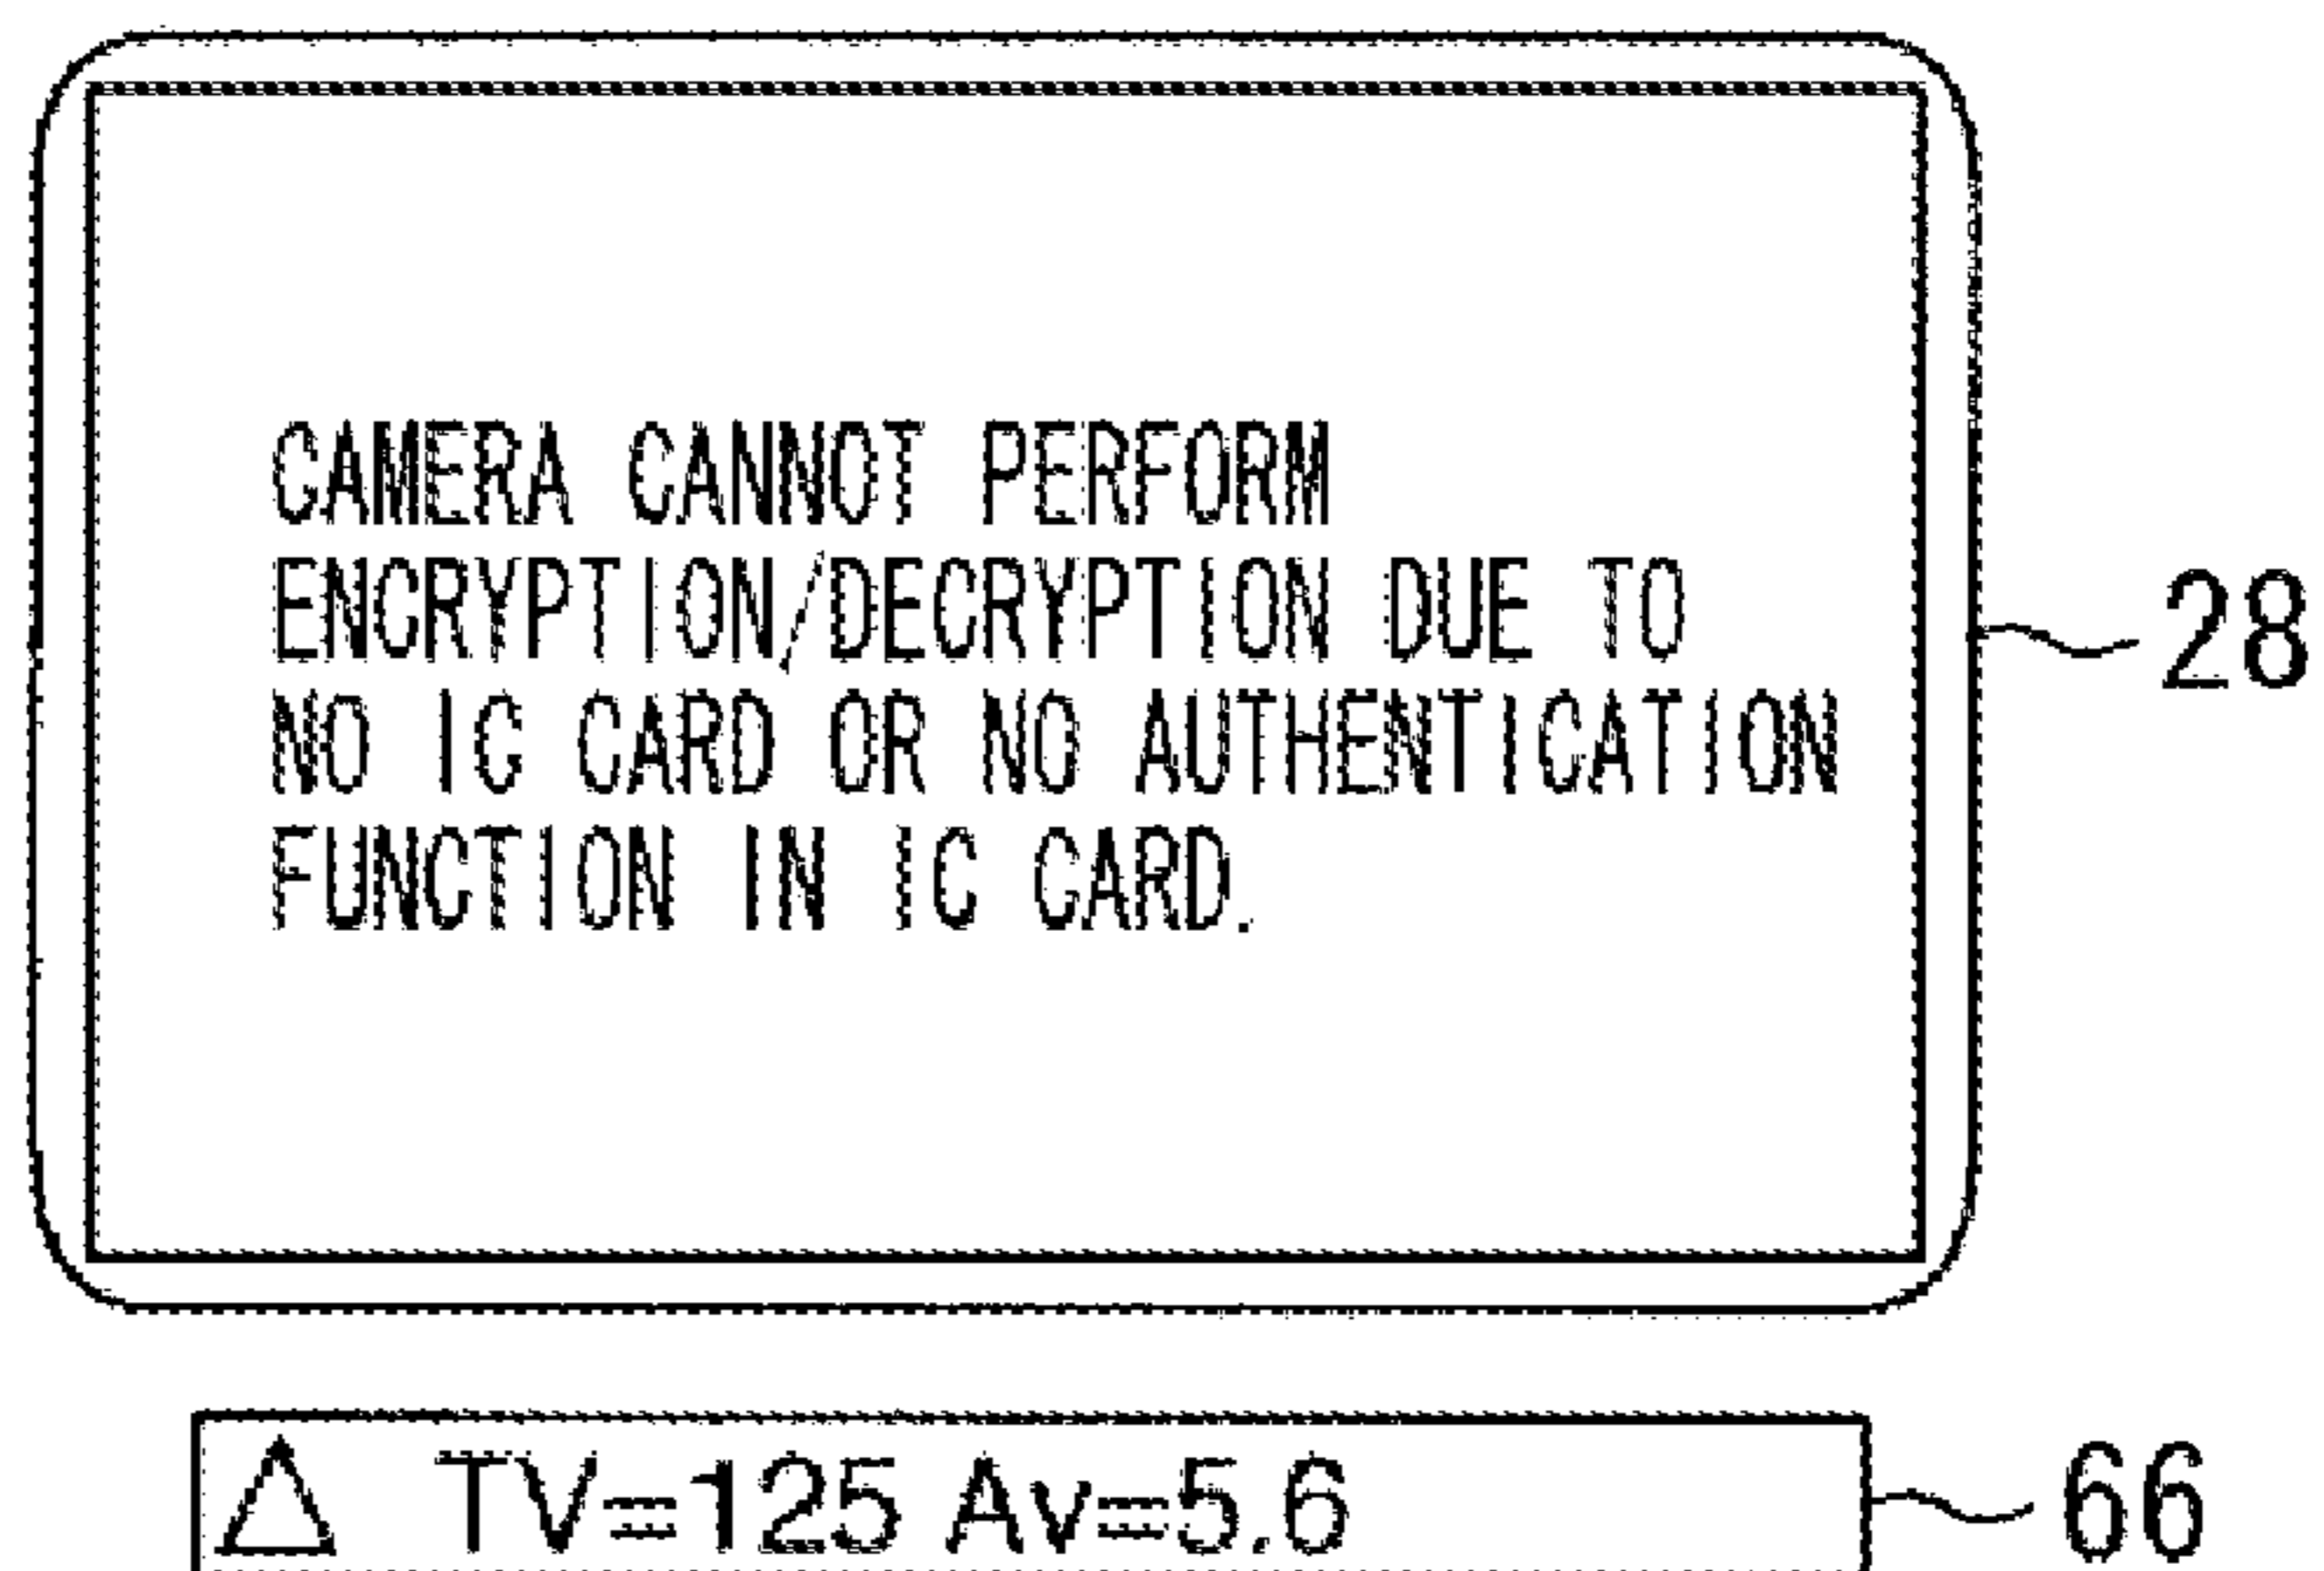 CAMERA CANNOT PERFORM
ENCRYPTION/DECRYPTION DUE TO
NO IC CARD OR NO AUTHENTICATION
FUNCTION IN IC CARD.
28
TV=125 Av=5.6
66